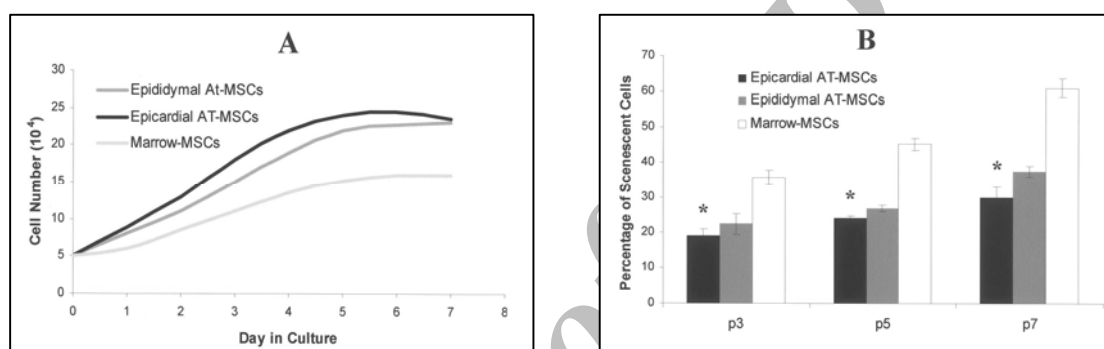 A
30
25
20
15
10
5
0
Cell Number (10⁴)
Epididymal At-MSCs
Epicardial AT-MSCs
Marrow-MSCs
0 1 2 3 4 5 6 7 8
Day in Culture
B
70
60
50
40
30
20
10
0
Percentage of Scenescent Cells
Epicardial AT-MSCs
Epididymal AT-MSCs
Marrow-MSCs
*
*
*
p3 p5 p7